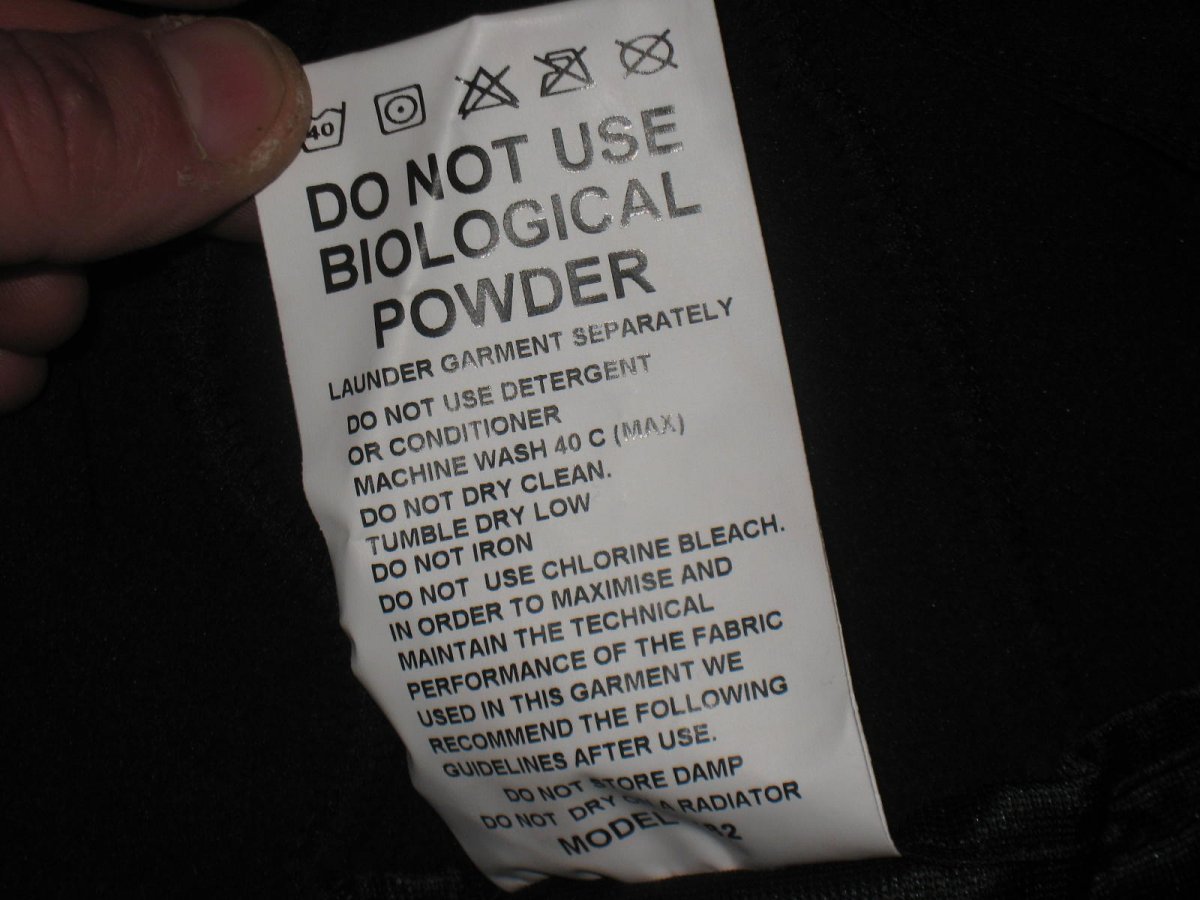 40
DO NOT USE
BIOLOGICAL
POWDER
LAUNDER GARMENT SEPARATELY
DO NOT USE DETERGENT
OR CONDITIONER
MACHINE WASH 40 C (MAX)
DO NOT DRY CLEAN.
TUMBLE DRY LOW
DO NOT IRON
DO NOT USE CHLORINE BLEACH.
IN ORDER TO MAXIMISE AND
MAINTAIN THE TECHNICAL
PERFORMANCE OF THE FABRIC
USED IN THIS GARMENT WE
RECOMMEND THE FOLLOWING
GUIDELINES AFTER USE.
DO NOT STORE DAMP
DO NOT DRY A RADIATOR
MODEL